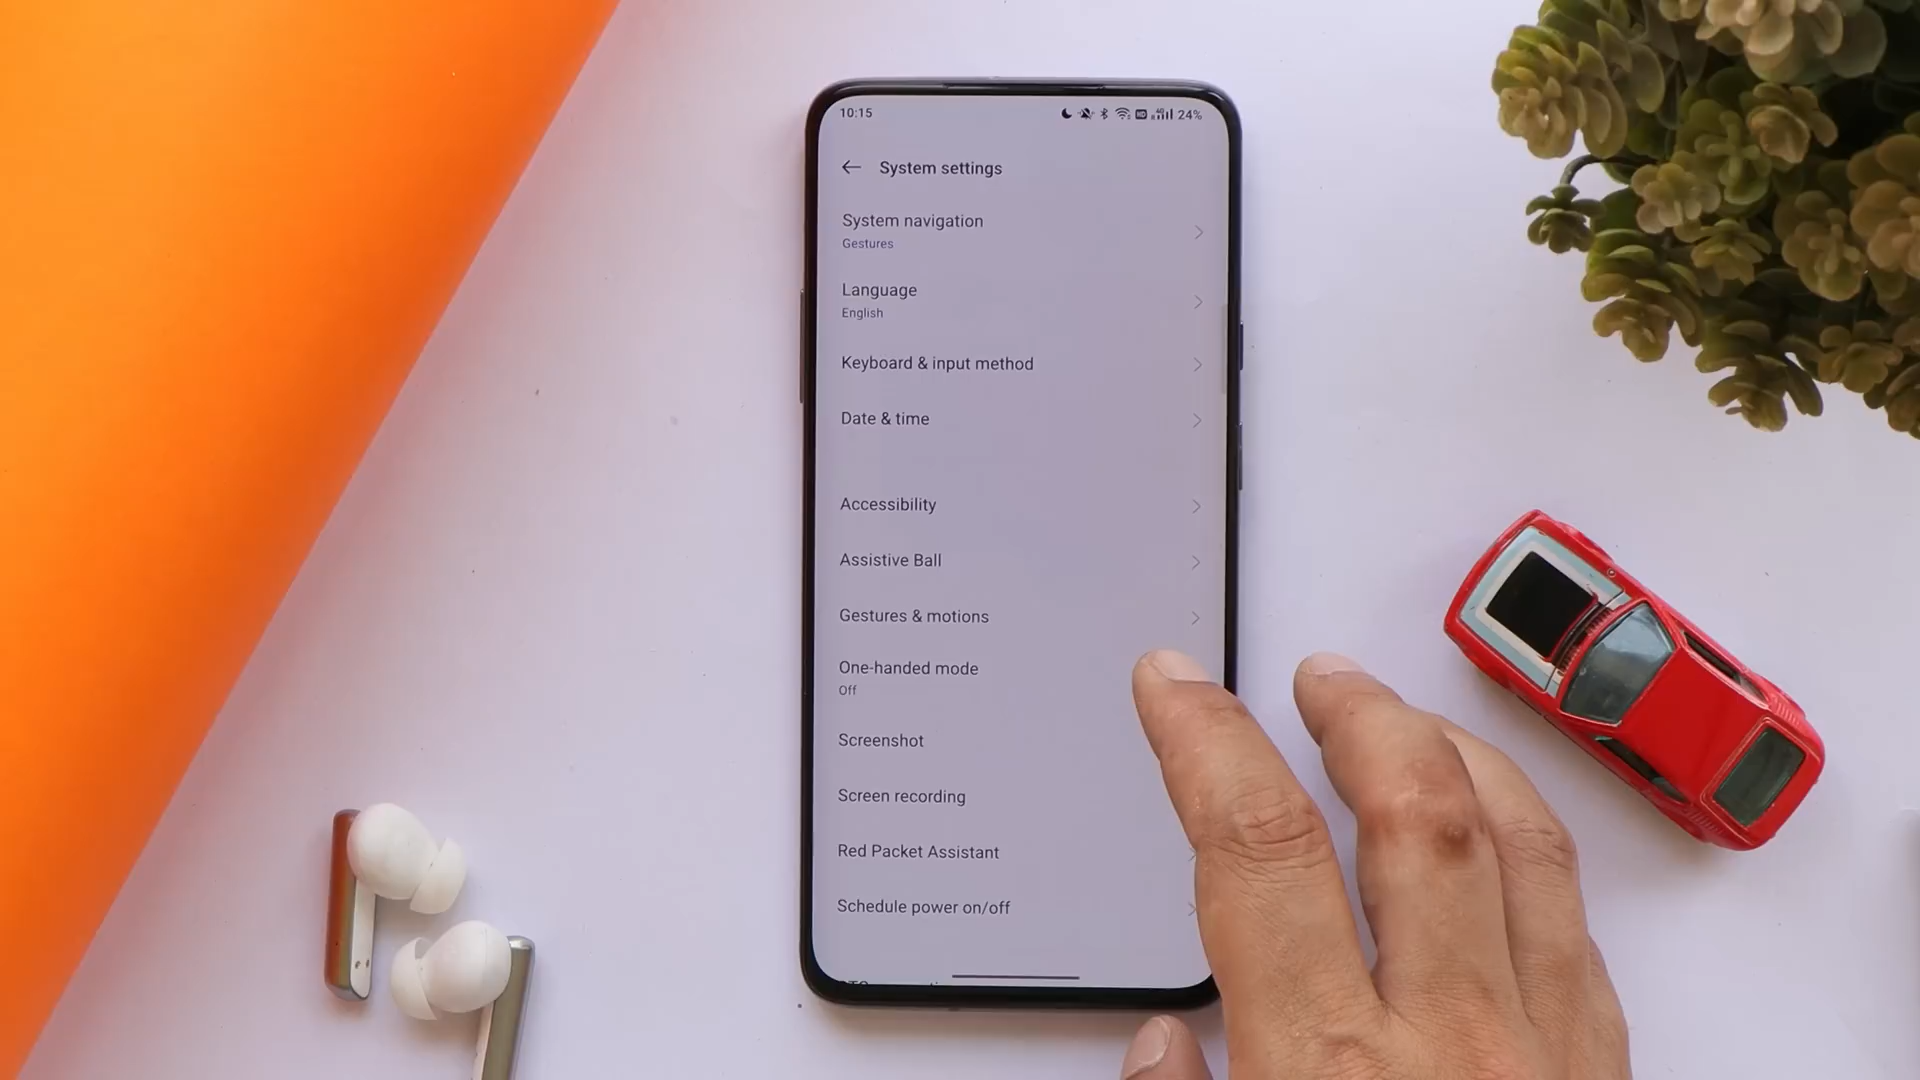 10:15
24%
System settings
System navigation
Gestures
Language
English
Keyboard & input method
Date & time
Accessibility
Assistive Ball
Gestures & motions
One-handed mode
Off
Screenshot
Screen recording
Red Packet Assistant
Schedule power on/off